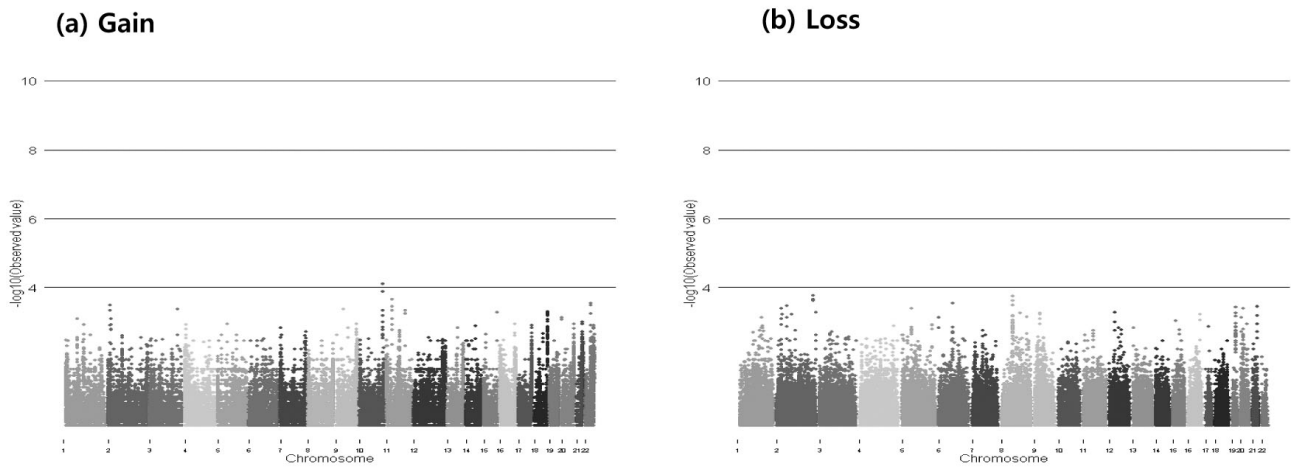 (a) Gain
10
8
6
4
-log10(Observed value)
1 2 3 4 5 6 7 8 9 10 11 12 13 14 15 16 17 18 19 20 21 22
Chromosome
(b) Loss
10
8
6
4
-log10(Observed value)
1 2 3 4 5 6 7 8 9 10 11 12 13 14 15 16 17 18 19 20 21 22
Chromosome